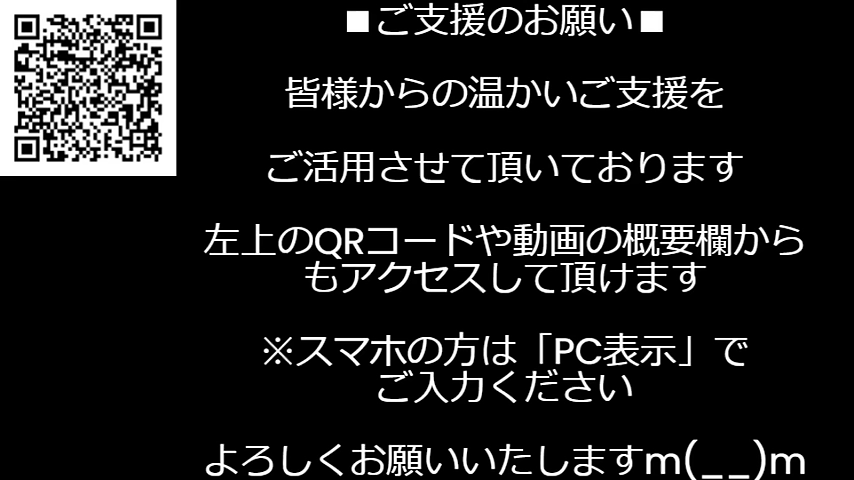 ■ご支援のお願い■
皆様からの温かいご支援を
ご活用させて頂いております
左上のQRコードや動画の概要欄から
もアクセスして頂けます
※スマホの方は「PC表示」で
ご入力ください
よろしくお願いいたしますm(__)m